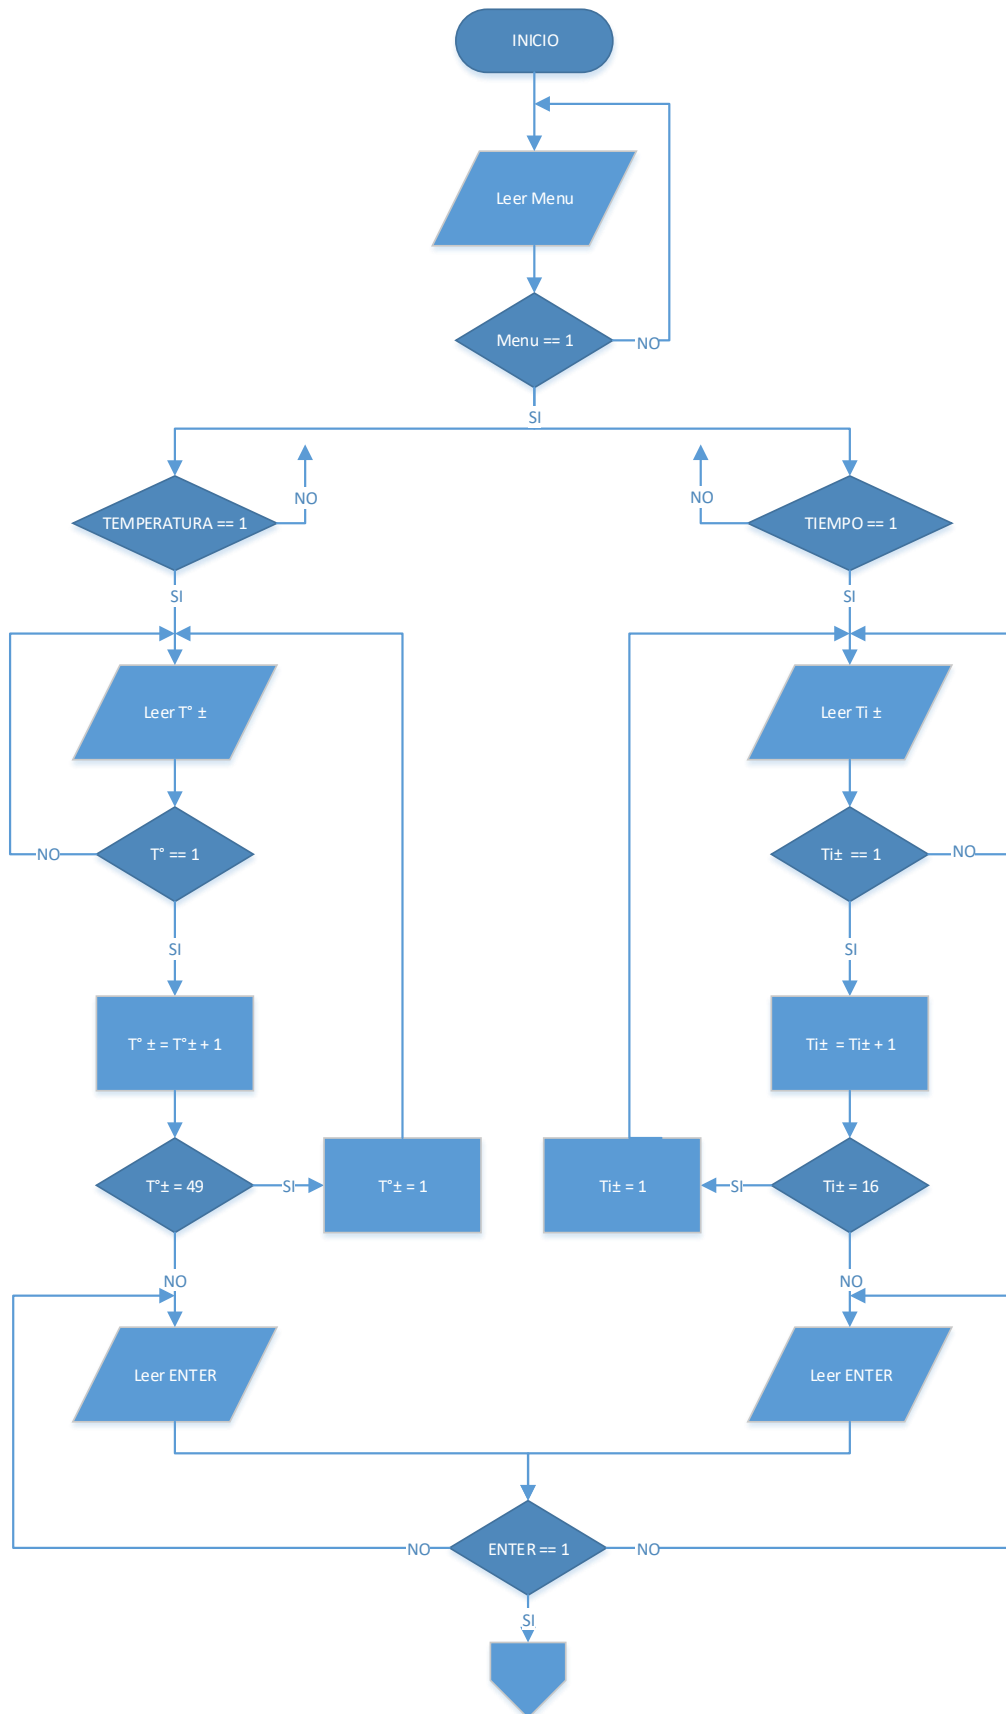 INICIO
Leer Menu
Menu == 1
NO
SI
TEMPERATURA == 1
NO
NO
TIEMPO == 1
SI
SI
Leer T° ±
Leer Ti ±
NO
T° == 1
Ti± == 1
NO
SI
SI
T° ± = T°± + 1
Ti± = Ti± + 1
T°± = 49
SI
T°± = 1
Ti± = 1
SI
Ti± = 16
NO
NO
Leer ENTER
Leer ENTER
NO
ENTER == 1
NO
SI